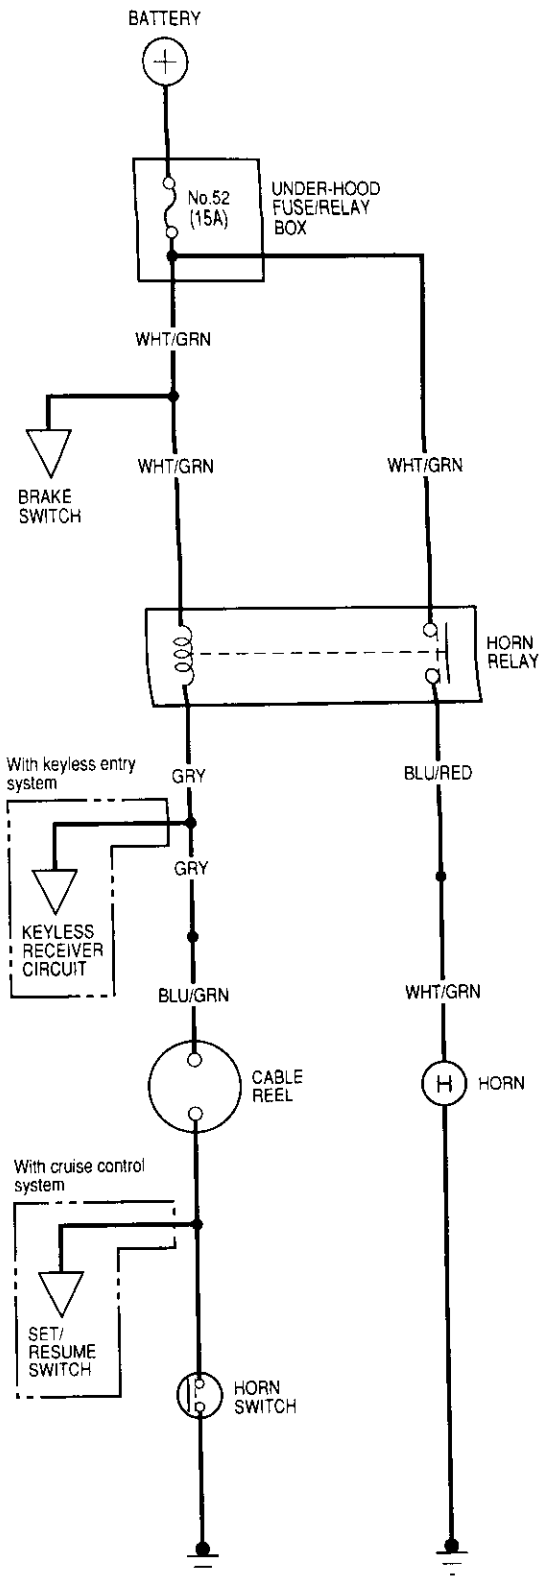 BATTERY
No.52
(15A)
UNDER-HOOD
FUSE/RELAY
BOX
WHT/GRN
WHT/GRN
WHT/GRN
BRAKE
SWITCH
HORN
RELAY
With keyless entry
system
GRY
BLU/RED
GRY
KEYLESS
RECEIVER
CIRCUIT
BLU/GRN
WHT/GRN
CABLE
REEL
H
HORN
With cruise control
system
SET/
RESUME
SWITCH
HORN
SWITCH